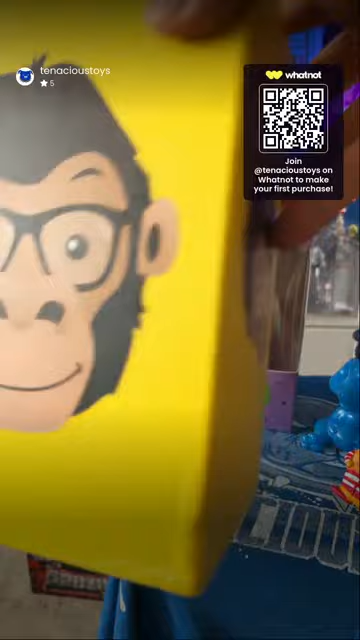 tenacioustoys
★ 5
whatnot
Join
@tenacioustoys on
Whatnot to make
your first purchase!